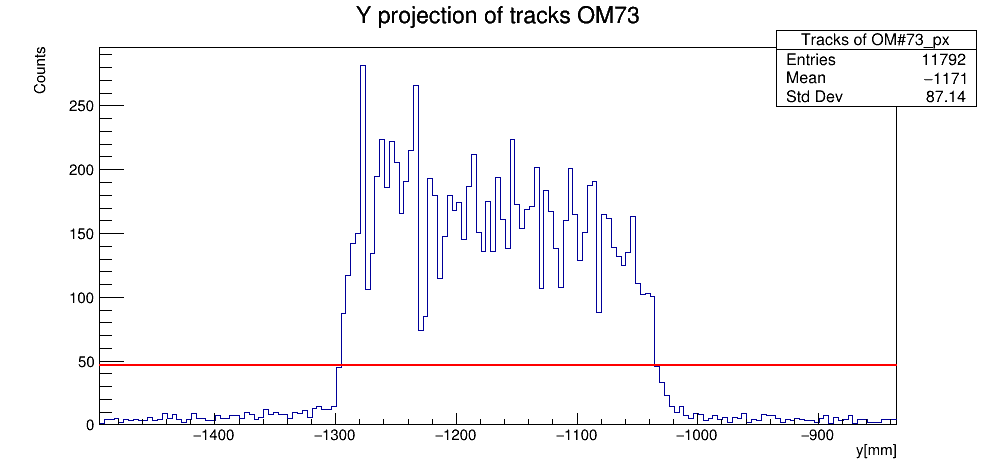 Y projection of tracks OM73
Tracks of OM#73_px
Entries 11792
Mean −1171
Std Dev 87.14
Counts
250
200
150
100
50
0
−1400 −1300 −1200 −1100 −1000 −900
y[mm]